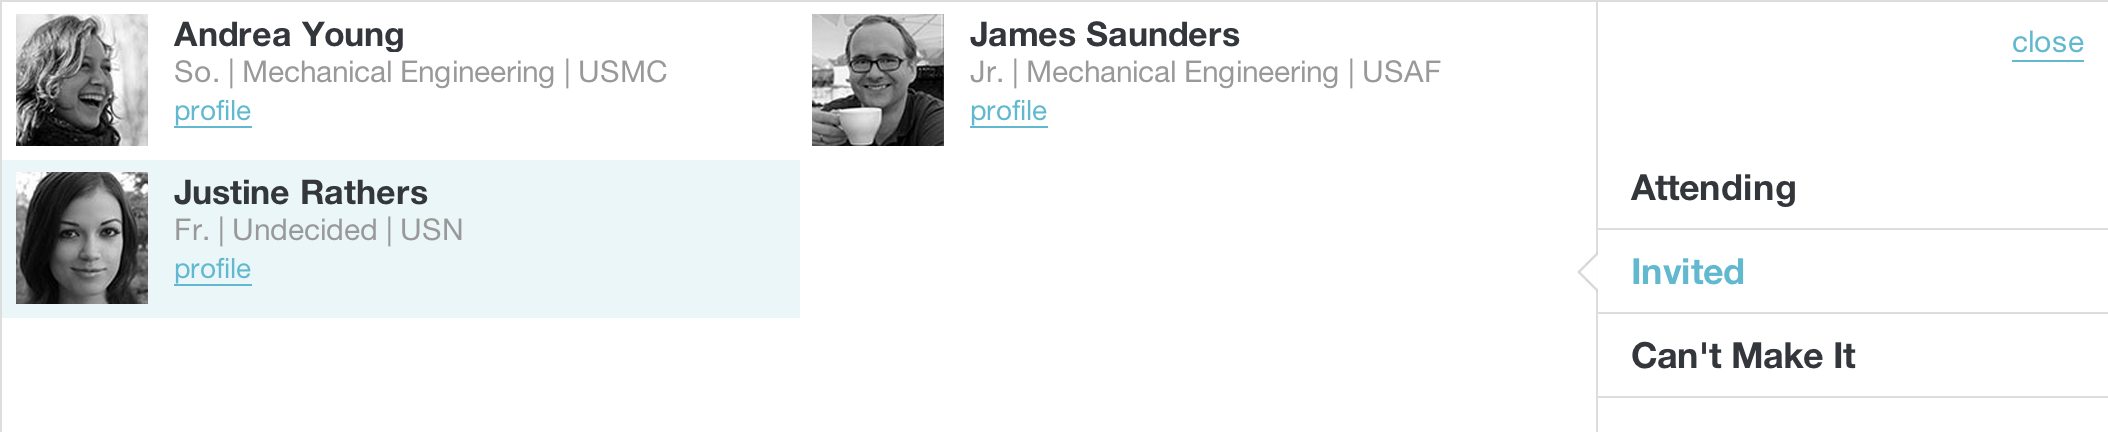 Andrea Young
So. | Mechanical Engineering | USMC
profile
James Saunders
Jr. | Mechanical Engineering | USAF
profile
Justine Rathers
Fr. | Undecided | USN
profile
close
Attending
Invited
Can't Make It